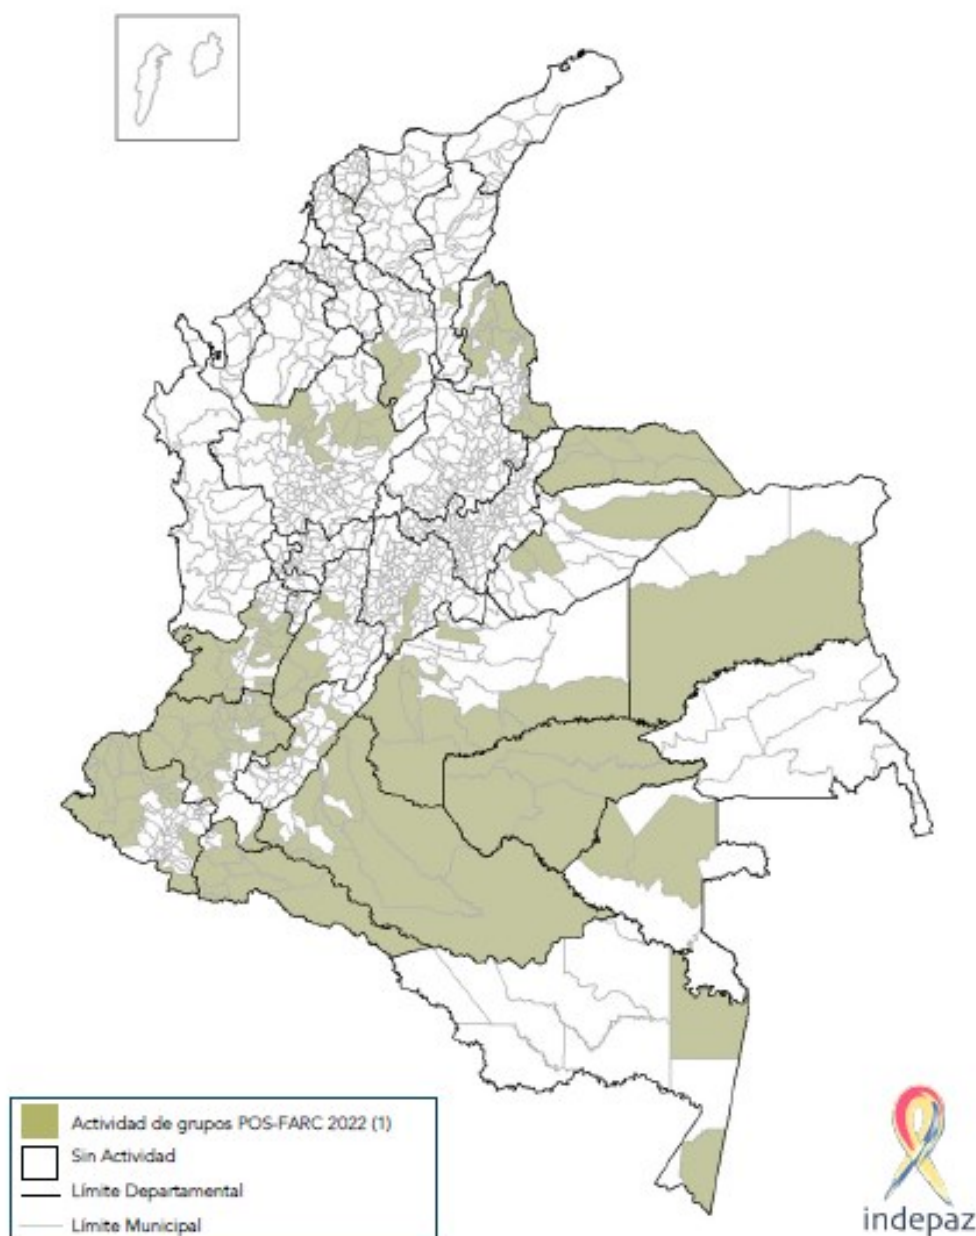 Actividad de grupos POS-FARC 2022 (1)
Sin Actividad
Límite Departamental
Límite Municipal
indepaz